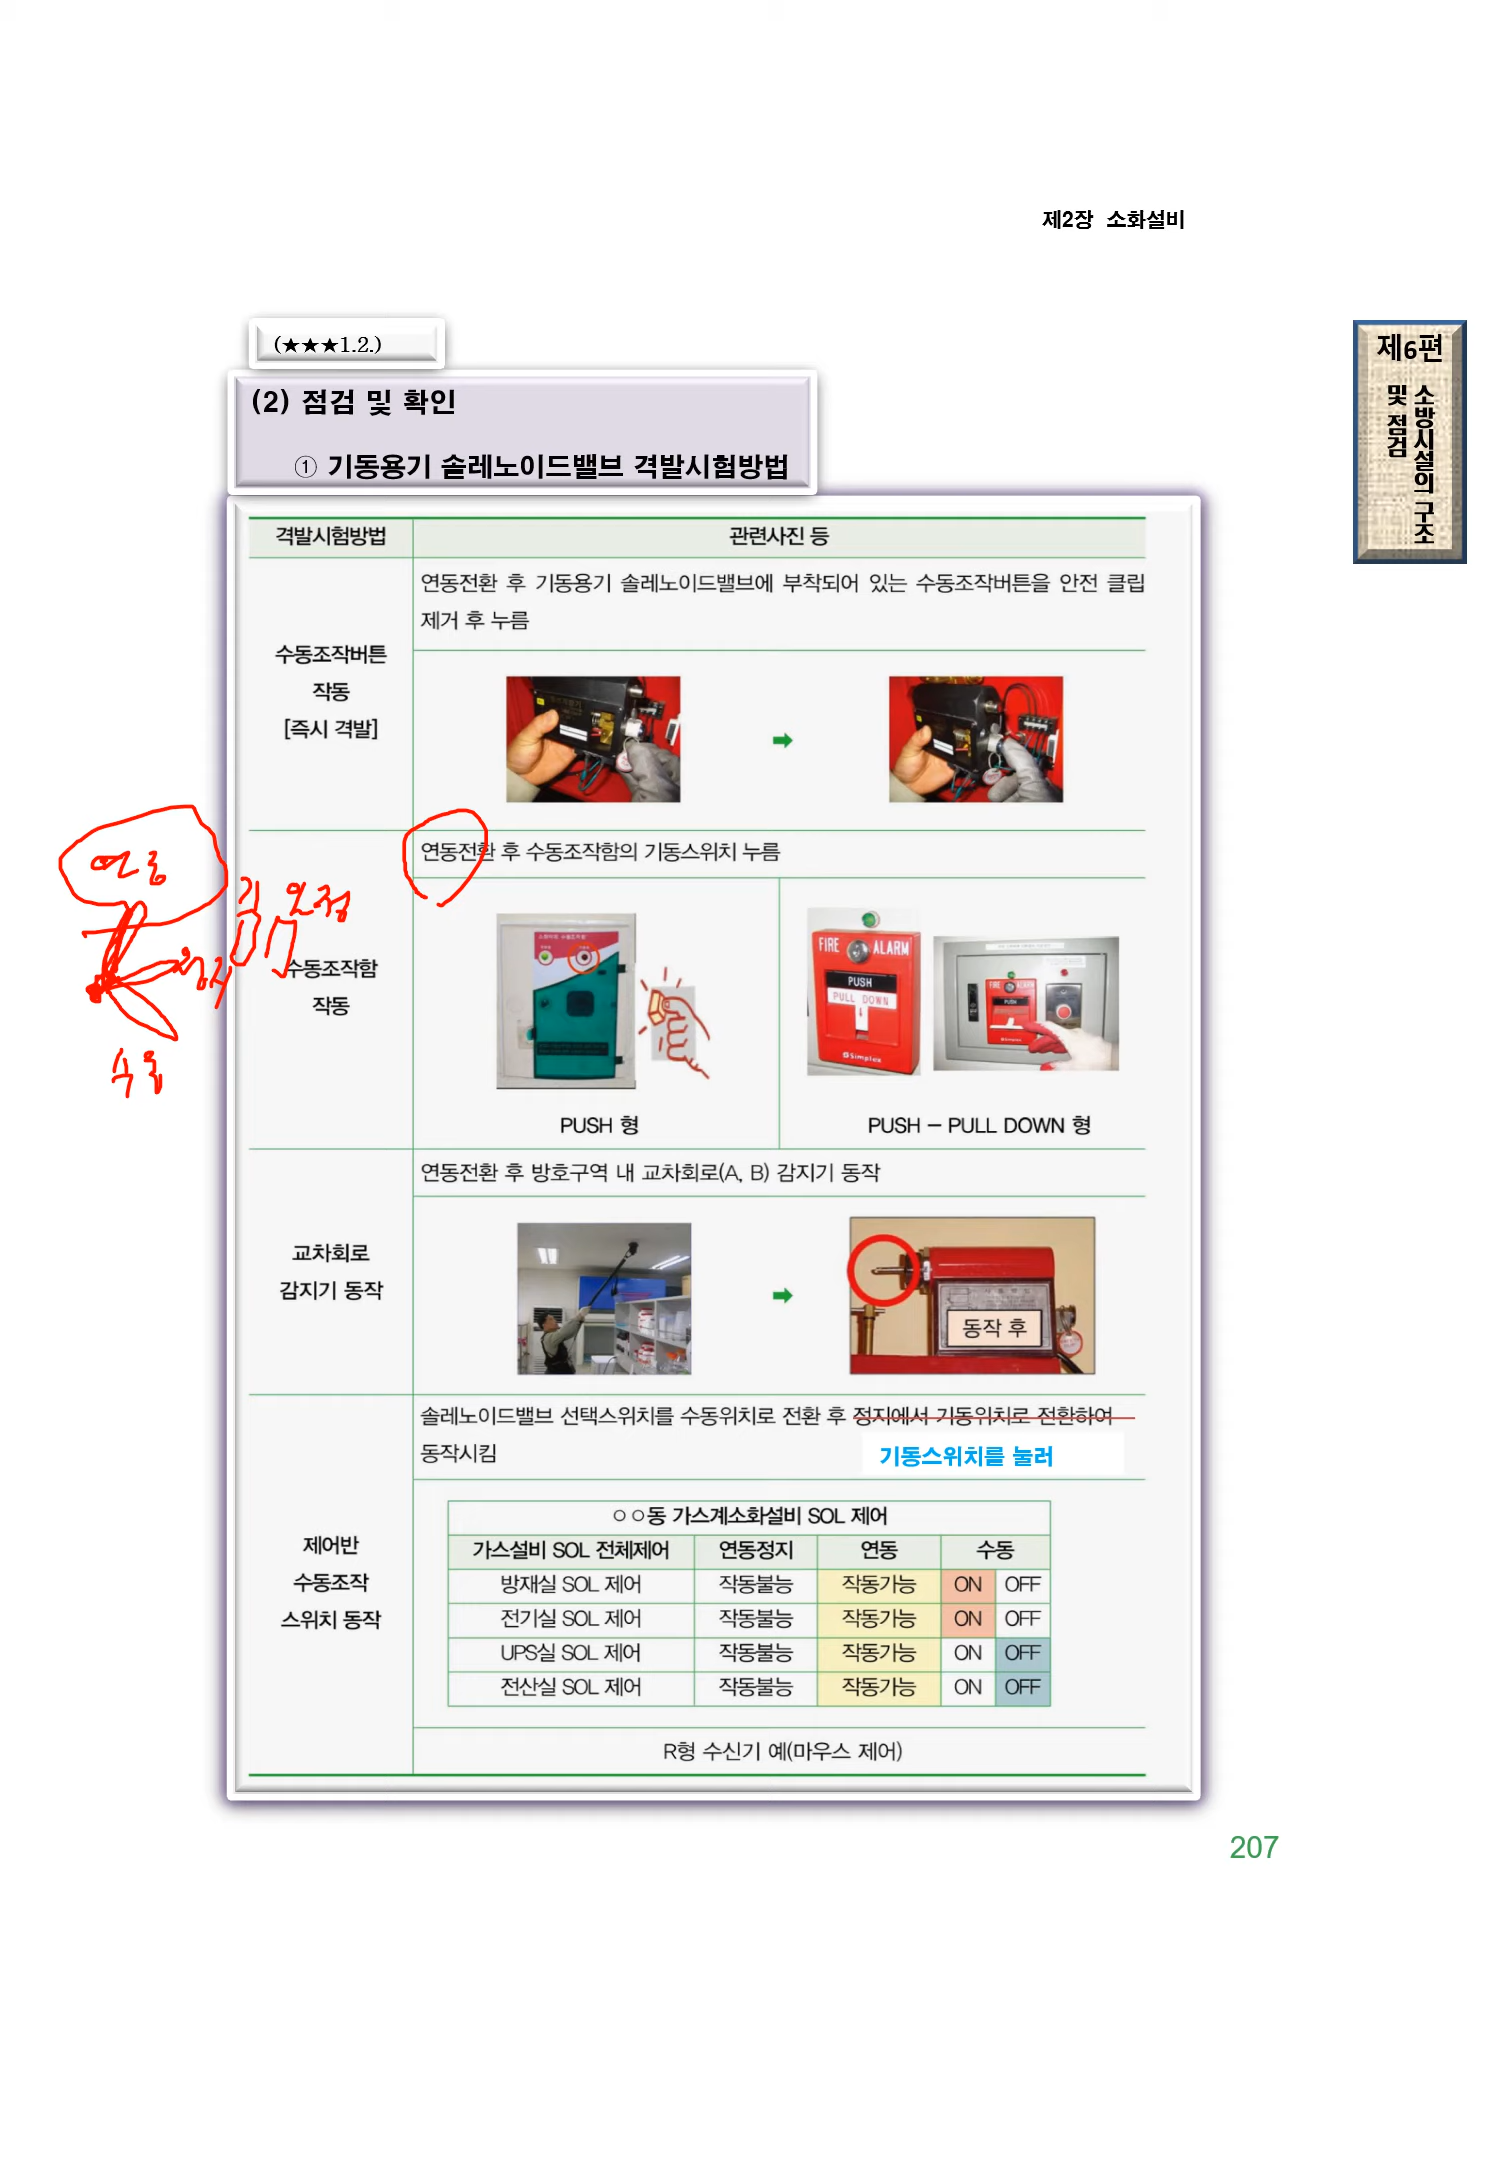 제2장 소화설비
제6편
소방시설의 구조
및 점검
(★★★1.2.)
(2) 점검 및 확인
① 기동용기 솔레노이드밸브 격발시험방법
격발시험방법 관련사진 등
수동조작버튼
작동
[즉시 격발]
연동전환 후 기동용기 솔레노이드밸브에 부착되어 있는 수동조작버튼을 안전 클립
제거 후 누름
연동
정지
수동
수동조작함
작동
연동전환 후 수동조작함의 기동스위치 누름
FIRE ALARM
PUSH
PULL DOWN
Simplex
FIRE ALARM
PUSH
PUSH 형
PUSH – PULL DOWN 형
교차회로
감지기 동작
연동전환 후 방호구역 내 교차회로(A, B) 감지기 동작
동작 후
제어반
수동조작
스위치 동작
솔레노이드밸브 선택스위치를 수동위치로 전환 후 정지에서 기동위치로 전환하여
동작시킴
기동스위치를 눌러
○○동 가스계소화설비 SOL 제어
가스설비 SOL 전체제어 연동정지 연동 수동
방재실 SOL 제어 작동불능 작동가능 ON OFF
전기실 SOL 제어 작동불능 작동가능 ON OFF
UPS실 SOL 제어 작동불능 작동가능 ON OFF
전산실 SOL 제어 작동불능 작동가능 ON OFF
R형 수신기 예(마우스 제어)
207